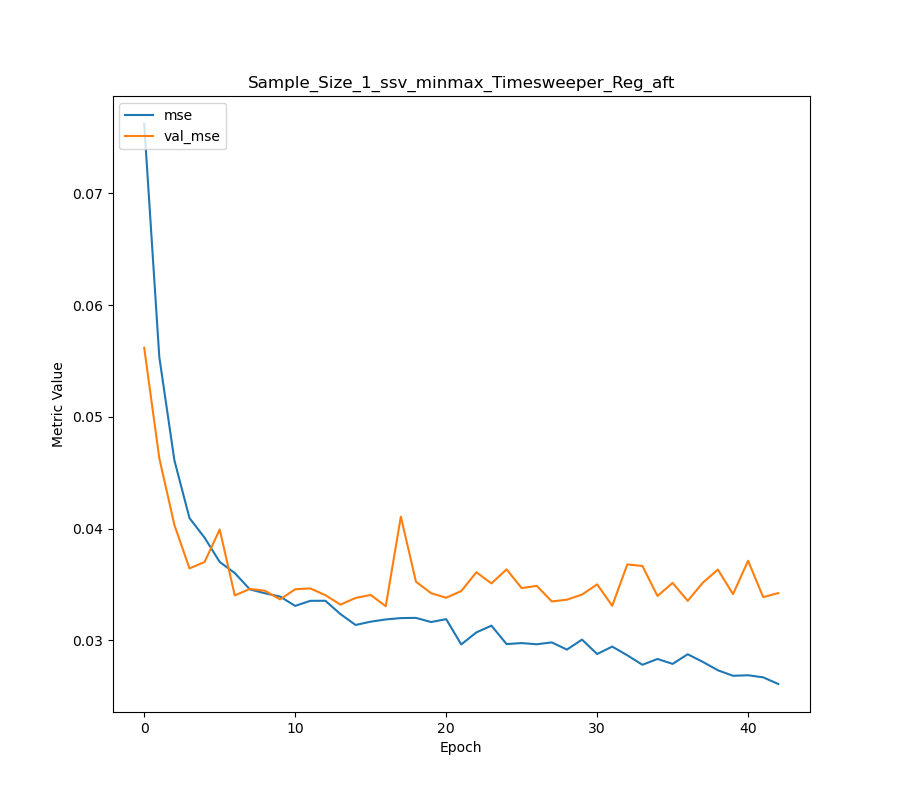 Sample_Size_1_ssv_minmax_Timesweeper_Reg_aft
mse
val_mse
0.07
0.06
0.05
0.04
0.03
Metric Value
0
10
20
30
40
Epoch